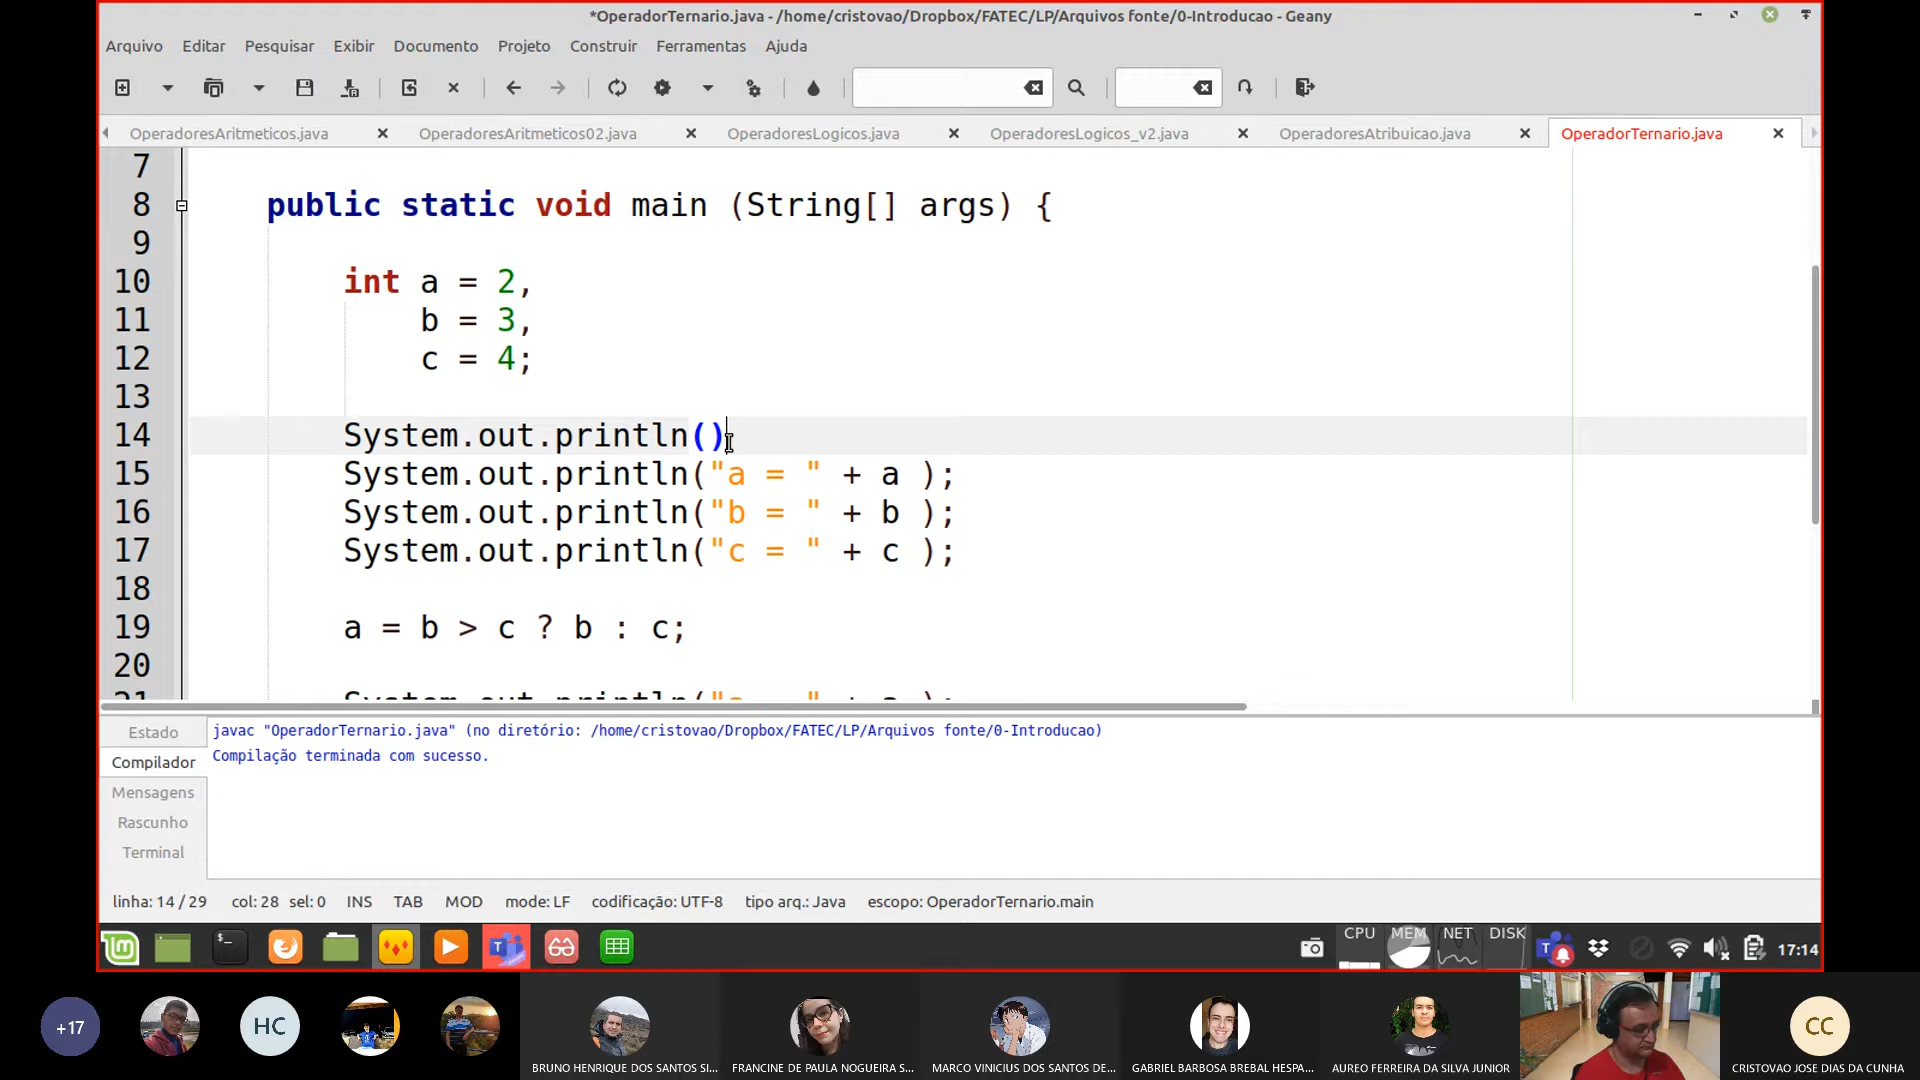 *OperadorTernario.java - /home/cristovao/Dropbox/FATEC/LP/Arquivos fonte/0-Introducao - Geany
Arquivo Editar Pesquisar Exibir Documento Projeto Construir Ferramentas Ajuda
OperadoresAritmeticos.java OperadoresAritmeticos02.java OperadoresLogicos.java OperadoresLogicos_v2.java OperadoresAtribuicao.java OperadorTernario.java
7
8 public static void main (String[] args) {
9
10 int a = 2,
11 b = 3,
12 c = 4;
13
14 System.out.println()
15 System.out.println("a = " + a );
16 System.out.println("b = " + b );
17 System.out.println("c = " + c );
18
19 a = b > c ? b : c;
20
21 System.out.println("a = " + a );
Estado
Compilador
Mensagens
Rascunho
Terminal
javac "OperadorTernario.java" (no diretório: /home/cristovao/Dropbox/FATEC/LP/Arquivos fonte/0-Introducao)
Compilação terminada com sucesso.
linha: 14 / 29 col: 28 sel: 0 INS TAB MOD mode: LF codificação: UTF-8 tipo arq.: Java escopo: OperadorTernario.main
CPU MEM NET DISK 17:14
+17 HC CC
BRUNO HENRIQUE DOS SANTOS SI... FRANCINE DE PAULA NOGUEIRA S... MARCO VINICIUS DOS SANTOS DE... GABRIEL BARBOSA BREBAL HESPA... AUREO FERREIRA DA SILVA JUNIOR CRISTOVAO JOSE DIAS DA CUNHA